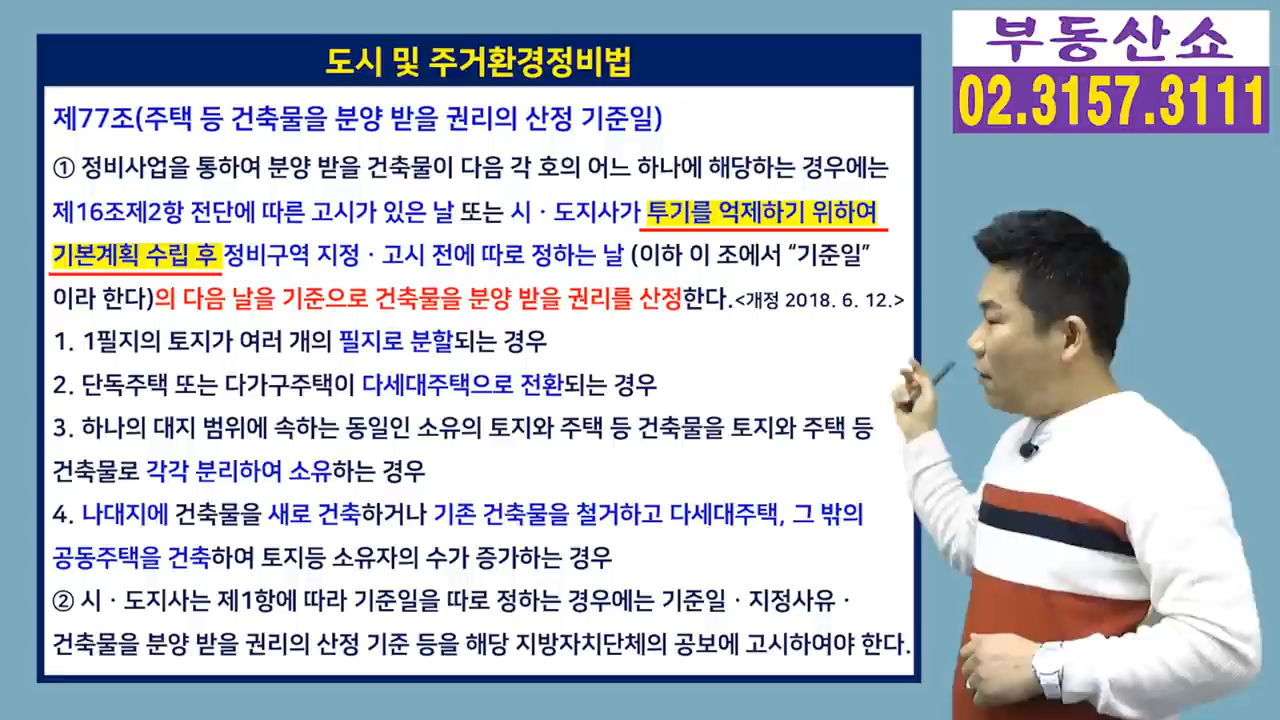 도시 및 주거환경정비법
부동산쇼
02.3157.3111
제77조(주택 등 건축물을 분양 받을 권리의 산정 기준일)
① 정비사업을 통하여 분양 받을 건축물이 다음 각 호의 어느 하나에 해당하는 경우에는
제16조제2항 전단에 따른 고시가 있은 날 또는 시ㆍ도지사가 투기를 억제하기 위하여
기본계획 수립 후 정비구역 지정ㆍ고시 전에 따로 정하는 날 (이하 이 조에서 “기준일”
이라 한다)의 다음 날을 기준으로 건축물을 분양 받을 권리를 산정한다.<개정 2018. 6. 12.>
1. 1필지의 토지가 여러 개의 필지로 분할되는 경우
2. 단독주택 또는 다가구주택이 다세대주택으로 전환되는 경우
3. 하나의 대지 범위에 속하는 동일인 소유의 토지와 주택 등 건축물을 토지와 주택 등
건축물로 각각 분리하여 소유하는 경우
4. 나대지에 건축물을 새로 건축하거나 기존 건축물을 철거하고 다세대주택, 그 밖의
공동주택을 건축하여 토지등 소유자의 수가 증가하는 경우
② 시ㆍ도지사는 제1항에 따라 기준일을 따로 정하는 경우에는 기준일ㆍ지정사유ㆍ
건축물을 분양 받을 권리의 산정 기준 등을 해당 지방자치단체의 공보에 고시하여야 한다.